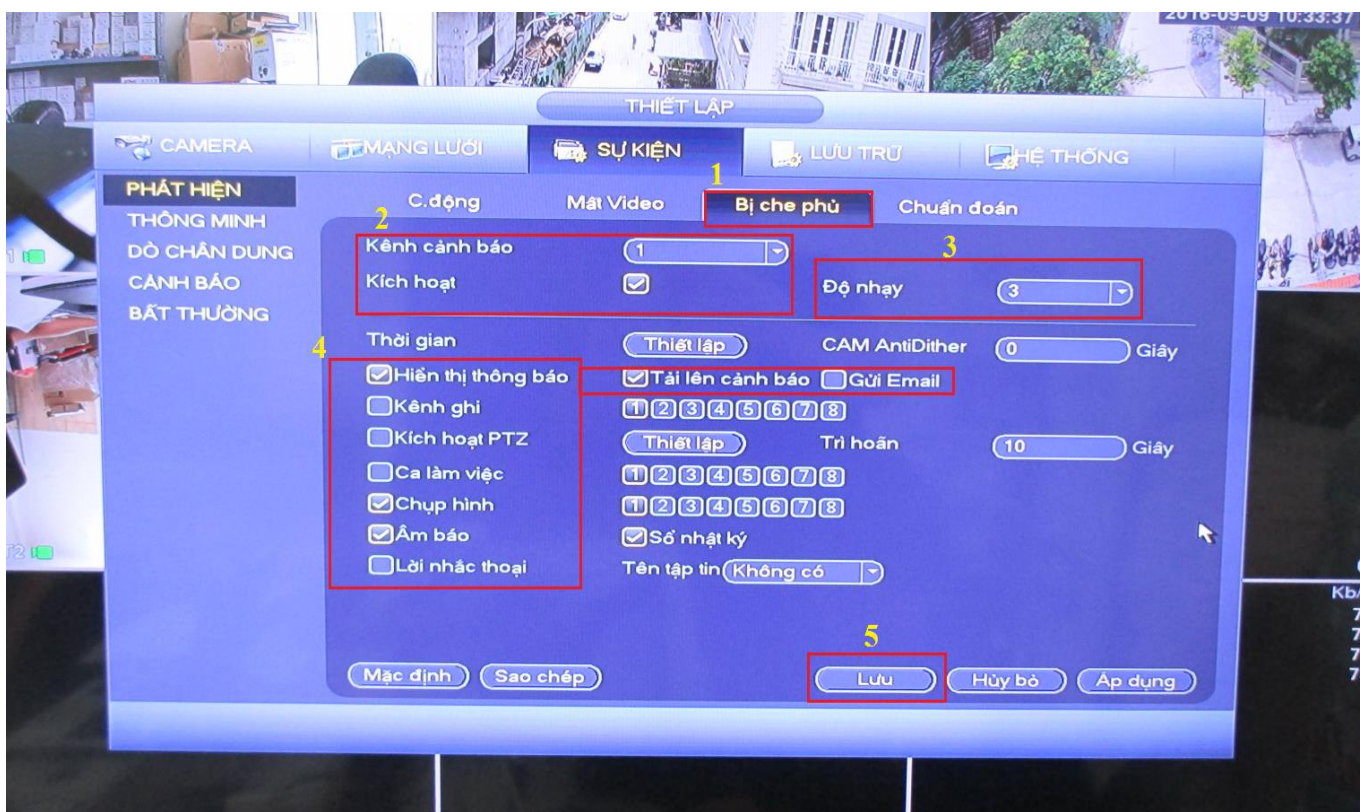 2016-09-09 10:33:37
THIẾT LẬP
CAMERA MẠNG LƯỚI SỰ KIỆN LƯU TRỮ HỆ THỐNG
1
PHÁT HIỆN
THÔNG MINH
DÒ CHÂN DUNG
CẢNH BÁO
BẤT THƯỜNG
C.động Mất Video Bị che phủ Chuẩn đoán
2
3
Kênh cảnh báo 1
Kích hoạt Độ nhạy 3
4
Thời gian Thiết lập CAM AntiDither 0 Giây
Hiển thị thông báo Tải lên cảnh báo Gửi Email
Kênh ghi 1 2 3 4 5 6 7 8
Kích hoạt PTZ Thiết lập Trì hoãn 10 Giây
Ca làm việc 1 2 3 4 5 6 7 8
Chụp hình 1 2 3 4 5 6 7 8
Âm báo Sổ nhật ký
Lời nhắc thoại Tên tập tin Không có
5
Mặc định Sao chép Lưu Hủy bỏ Áp dụng
Kb/
7
7
7
7